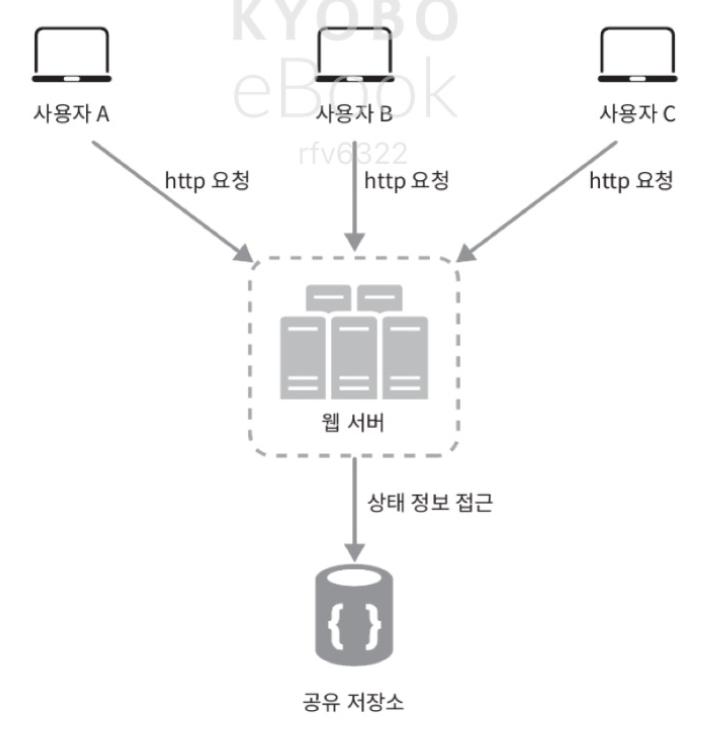 KYOBO
eBook
rfv6322
사용자 A
사용자 B
사용자 C
http 요청
http 요청
http 요청
웹 서버
상태 정보 접근
{ }
공유 저장소